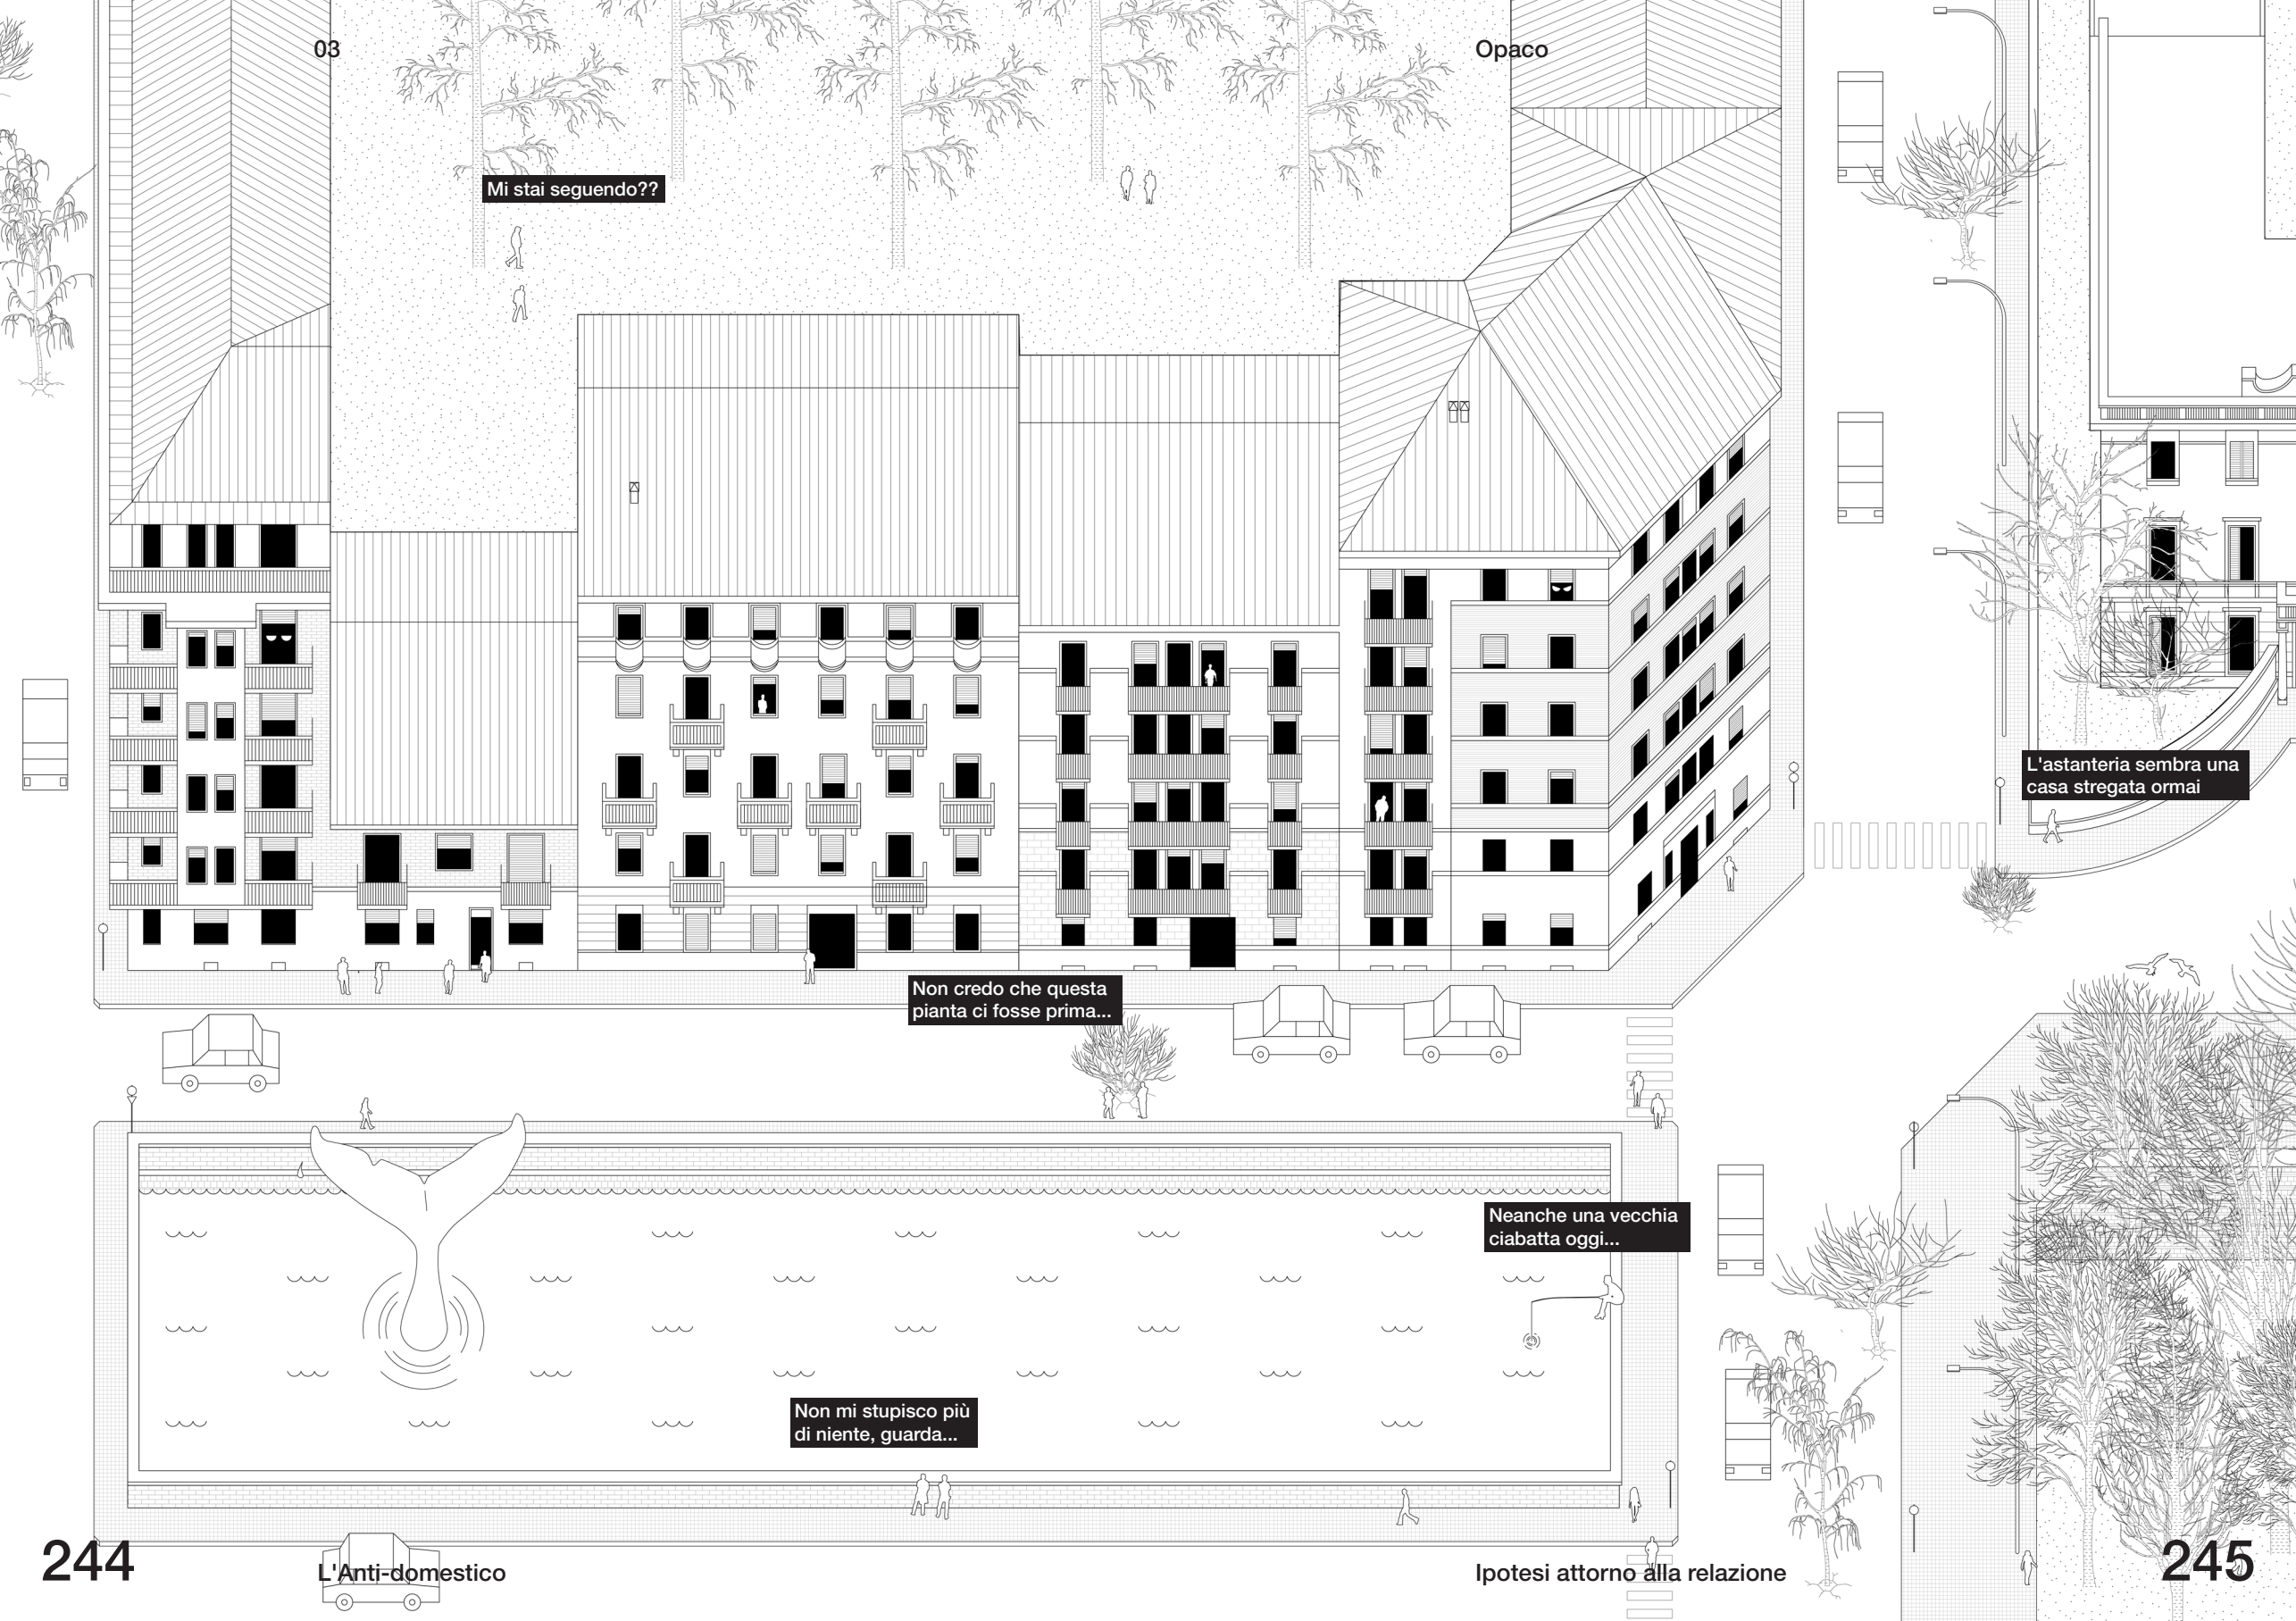 03
Opaco
Mi stai seguendo??
L'astanteria sembra una
casa stregata ormai
Non credo che questa
pianta ci fosse prima...
Neanche una vecchia
ciabatta oggi...
Non mi stupisco più
di niente, guarda...
244
L'Anti-domestico
Ipotesi attorno alla relazione
245